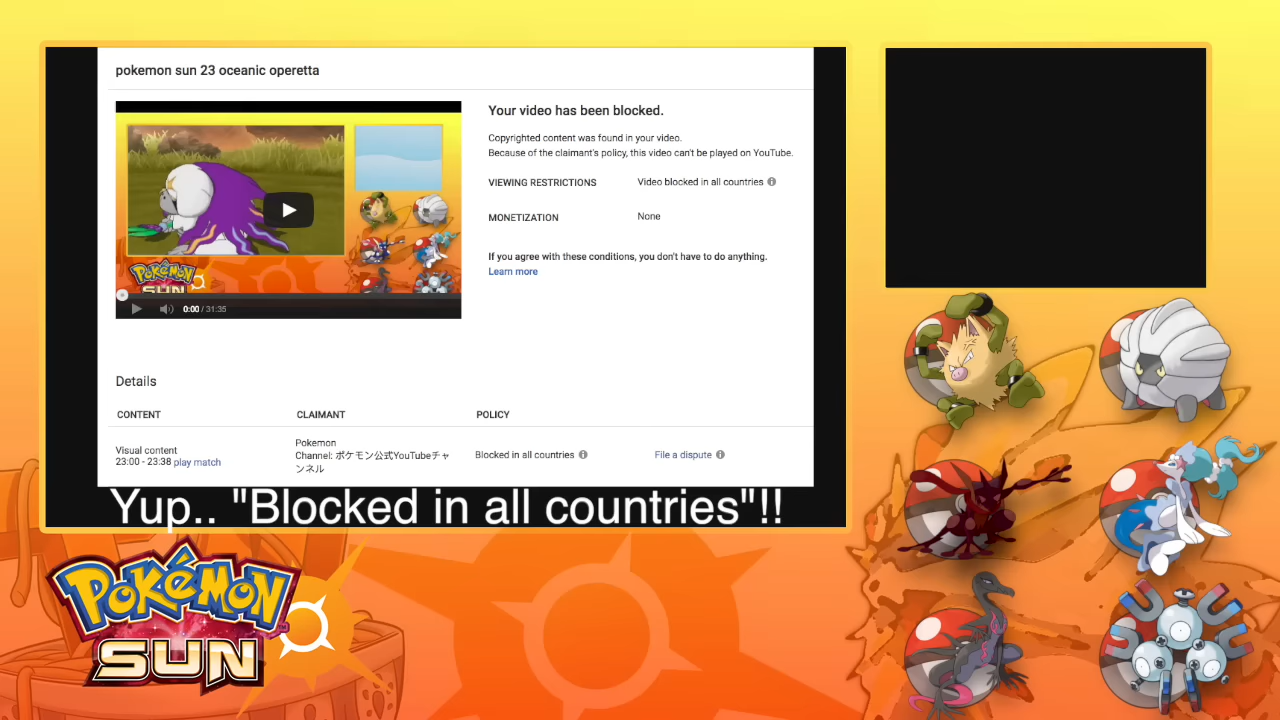 pokemon sun 23 oceanic operetta
Your video has been blocked.
Copyrighted content was found in your video.
Because of the claimant's policy, this video can't be played on YouTube.
VIEWING RESTRICTIONS
Video blocked in all countries
MONETIZATION
None
If you agree with these conditions, you don't have to do anything.
Learn more
POKéMON
SUN
0:00 / 31:35
Details
CONTENT
CLAIMANT
POLICY
Visual content
23:00 - 23:38 play match
Pokemon
Channel: ポケモン公式YouTubeチャ
ンネル
Blocked in all countries
File a dispute
Yup.. "Blocked in all countries"!!
POKéMON
SUN